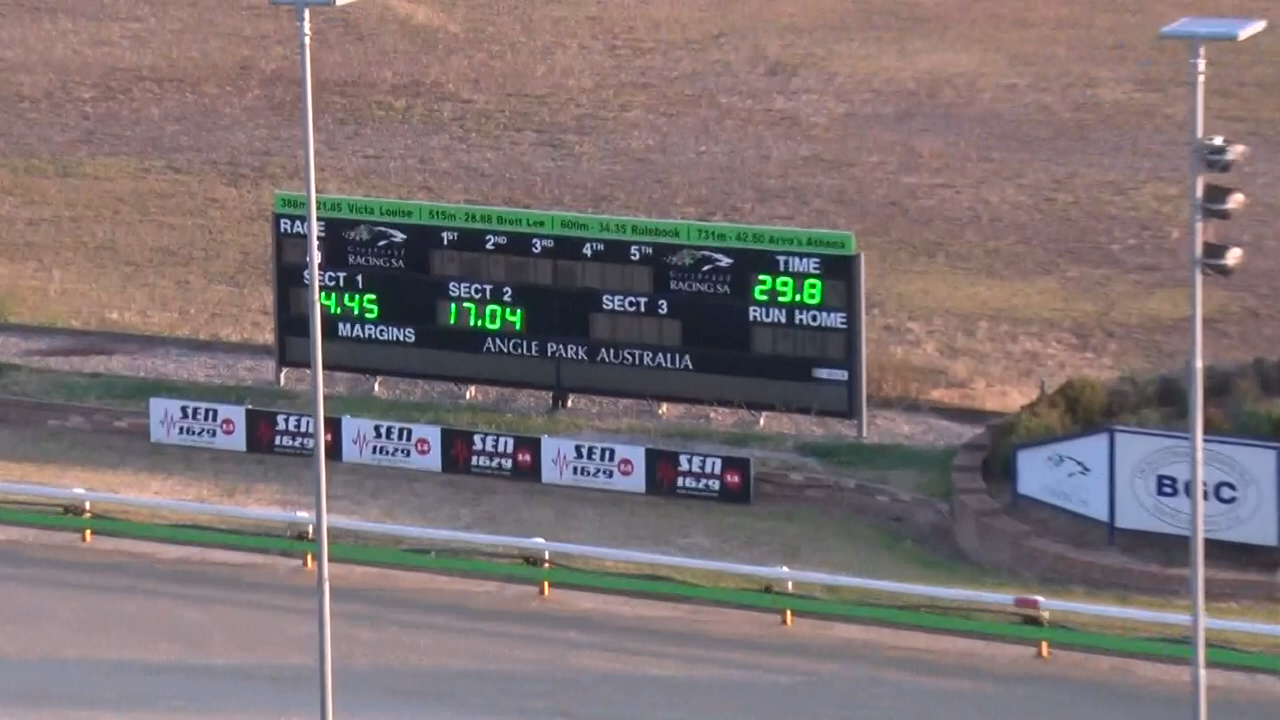 388m - 21.85 Victa Louise | 515m - 28.88 Brott Lee | 600m - 34.35 Rulebook | 731m - 42.50 Arvo's Athena
RACE
1ST 2ND 3RD 4TH 5TH
RACING SA
RACING SA
TIME
29.8
SECT 1
4.45
SECT 2
17.04
SECT 3
RUN HOME
MARGINS
ANGLE PARK AUSTRALIA
SEN 1629
SEN 1629
SEN 1629
SEN 1629
SEN 1629
SEN 1629
BGC